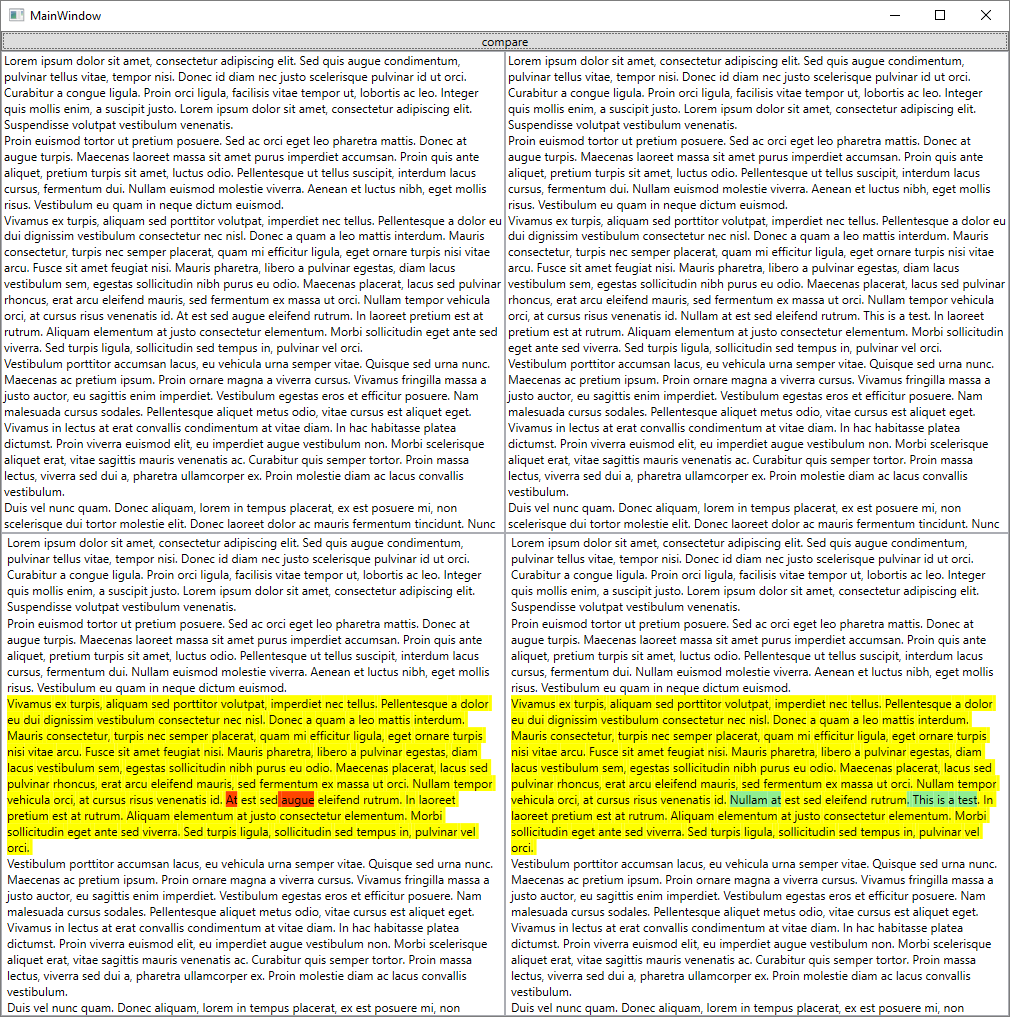 MainWindow
compare
Lorem ipsum dolor sit amet, consectetur adipiscing elit. Sed quis augue condimentum,
pulvinar tellus vitae, tempor nisi. Donec id diam nec justo scelerisque pulvinar id ut orci.
Curabitur a congue ligula. Proin orci ligula, facilisis vitae tempor ut, lobortis ac leo. Integer
quis mollis enim, a suscipit justo. Lorem ipsum dolor sit amet, consectetur adipiscing elit.
Suspendisse volutpat vestibulum venenatis.
Proin euismod tortor ut pretium posuere. Sed ac orci eget leo pharetra mattis. Donec at
augue turpis. Maecenas laoreet massa sit amet purus imperdiet accumsan. Proin quis ante
aliquet, pretium turpis sit amet, luctus odio. Pellentesque ut tellus suscipit, interdum lacus
cursus, fermentum dui. Nullam euismod molestie viverra. Aenean et luctus nibh, eget mollis
risus. Vestibulum eu quam in neque dictum euismod.
Vivamus ex turpis, aliquam sed porttitor volutpat, imperdiet nec tellus. Pellentesque a dolor eu
dui dignissim vestibulum consectetur nec nisl. Donec a quam a leo mattis interdum. Mauris
consectetur, turpis nec semper placerat, quam mi efficitur ligula, eget ornare turpis nisi vitae
arcu. Fusce sit amet feugiat nisi. Mauris pharetra, libero a pulvinar egestas, diam lacus
vestibulum sem, egestas sollicitudin nibh purus eu odio. Maecenas placerat, lacus sed pulvinar
rhoncus, erat arcu eleifend mauris, sed fermentum ex massa ut orci. Nullam tempor vehicula
orci, at cursus risus venenatis id. At est sed augue eleifend rutrum. In laoreet pretium est at
rutrum. Aliquam elementum at justo consectetur elementum. Morbi sollicitudin eget ante sed
viverra. Sed turpis ligula, sollicitudin sed tempus in, pulvinar vel orci.
Vestibulum porttitor accumsan lacus, eu vehicula urna semper vitae. Quisque sed urna nunc.
Maecenas ac pretium ipsum. Proin ornare magna a viverra cursus. Vivamus fringilla massa a
justo auctor, eu sagittis enim imperdiet. Vestibulum egestas eros et efficitur posuere. Nam
malesuada cursus sodales. Pellentesque aliquet metus odio, vitae cursus est aliquet eget.
Vivamus in lectus at erat convallis condimentum at vitae diam. In hac habitasse platea
dictumst. Proin viverra euismod elit, eu imperdiet augue vestibulum non. Morbi scelerisque
aliquet erat, vitae sagittis mauris venenatis ac. Curabitur quis semper tortor. Proin massa
lectus, viverra sed dui a, pharetra ullamcorper ex. Proin molestie diam ac lacus convallis
vestibulum.
Duis vel nunc quam. Donec aliquam, lorem in tempus placerat, ex est posuere mi, non
scelerisque dui tortor molestie elit. Donec laoreet dolor ac mauris fermentum tincidunt. Nunc
Lorem ipsum dolor sit amet, consectetur adipiscing elit. Sed quis augue condimentum,
pulvinar tellus vitae, tempor nisi. Donec id diam nec justo scelerisque pulvinar id ut orci.
Curabitur a congue ligula. Proin orci ligula, facilisis vitae tempor ut, lobortis ac leo. Integer
quis mollis enim, a suscipit justo. Lorem ipsum dolor sit amet, consectetur adipiscing elit.
Suspendisse volutpat vestibulum venenatis.
Proin euismod tortor ut pretium posuere. Sed ac orci eget leo pharetra mattis. Donec at
augue turpis. Maecenas laoreet massa sit amet purus imperdiet accumsan. Proin quis ante
aliquet, pretium turpis sit amet, luctus odio. Pellentesque ut tellus suscipit, interdum lacus
cursus, fermentum dui. Nullam euismod molestie viverra. Aenean et luctus nibh, eget mollis
risus. Vestibulum eu quam in neque dictum euismod.
Vivamus ex turpis, aliquam sed porttitor volutpat, imperdiet nec tellus. Pellentesque a dolor eu
dui dignissim vestibulum consectetur nec nisl. Donec a quam a leo mattis interdum. Mauris
consectetur, turpis nec semper placerat, quam mi efficitur ligula, eget ornare turpis nisi vitae
arcu. Fusce sit amet feugiat nisi. Mauris pharetra, libero a pulvinar egestas, diam lacus
vestibulum sem, egestas sollicitudin nibh purus eu odio. Maecenas placerat, lacus sed pulvinar
rhoncus, erat arcu eleifend mauris, sed fermentum ex massa ut orci. Nullam tempor vehicula
orci, at cursus risus venenatis id. Nullam at est sed eleifend rutrum. This is a test. In laoreet
pretium est at rutrum. Aliquam elementum at justo consectetur elementum. Morbi sollicitudin
eget ante sed viverra. Sed turpis ligula, sollicitudin sed tempus in, pulvinar vel orci.
Vestibulum porttitor accumsan lacus, eu vehicula urna semper vitae. Quisque sed urna nunc.
Maecenas ac pretium ipsum. Proin ornare magna a viverra cursus. Vivamus fringilla massa a
justo auctor, eu sagittis enim imperdiet. Vestibulum egestas eros et efficitur posuere. Nam
malesuada cursus sodales. Pellentesque aliquet metus odio, vitae cursus est aliquet eget.
Vivamus in lectus at erat convallis condimentum at vitae diam. In hac habitasse platea
dictumst. Proin viverra euismod elit, eu imperdiet augue vestibulum non. Morbi scelerisque
aliquet erat, vitae sagittis mauris venenatis ac. Curabitur quis semper tortor. Proin massa
lectus, viverra sed dui a, pharetra ullamcorper ex. Proin molestie diam ac lacus convallis
vestibulum.
Duis vel nunc quam. Donec aliquam, lorem in tempus placerat, ex est posuere mi, non
scelerisque dui tortor molestie elit. Donec laoreet dolor ac mauris fermentum tincidunt. Nunc
Lorem ipsum dolor sit amet, consectetur adipiscing elit. Sed quis augue condimentum,
pulvinar tellus vitae, tempor nisi. Donec id diam nec justo scelerisque pulvinar id ut orci.
Curabitur a congue ligula. Proin orci ligula, facilisis vitae tempor ut, lobortis ac leo. Integer
quis mollis enim, a suscipit justo. Lorem ipsum dolor sit amet, consectetur adipiscing elit.
Suspendisse volutpat vestibulum venenatis.
Proin euismod tortor ut pretium posuere. Sed ac orci eget leo pharetra mattis. Donec at
augue turpis. Maecenas laoreet massa sit amet purus imperdiet accumsan. Proin quis ante
aliquet, pretium turpis sit amet, luctus odio. Pellentesque ut tellus suscipit, interdum lacus
cursus, fermentum dui. Nullam euismod molestie viverra. Aenean et luctus nibh, eget mollis
risus. Vestibulum eu quam in neque dictum euismod.
Vivamus ex turpis, aliquam sed porttitor volutpat, imperdiet nec tellus. Pellentesque a dolor
eu dui dignissim vestibulum consectetur nec nisl. Donec a quam a leo mattis interdum.
Mauris consectetur, turpis nec semper placerat, quam mi efficitur ligula, eget ornare turpis
nisi vitae arcu. Fusce sit amet feugiat nisi. Mauris pharetra, libero a pulvinar egestas, diam
lacus vestibulum sem, egestas sollicitudin nibh purus eu odio. Maecenas placerat, lacus sed
pulvinar rhoncus, erat arcu eleifend mauris, sed fermentum ex massa ut orci. Nullam tempor
vehicula orci, at cursus risus venenatis id. At est sed augue eleifend rutrum. In laoreet
pretium est at rutrum. Aliquam elementum at justo consectetur elementum. Morbi
sollicitudin eget ante sed viverra. Sed turpis ligula, sollicitudin sed tempus in, pulvinar vel
orci.
Vestibulum porttitor accumsan lacus, eu vehicula urna semper vitae. Quisque sed urna nunc.
Maecenas ac pretium ipsum. Proin ornare magna a viverra cursus. Vivamus fringilla massa a
justo auctor, eu sagittis enim imperdiet. Vestibulum egestas eros et efficitur posuere. Nam
malesuada cursus sodales. Pellentesque aliquet metus odio, vitae cursus est aliquet eget.
Vivamus in lectus at erat convallis condimentum at vitae diam. In hac habitasse platea
dictumst. Proin viverra euismod elit, eu imperdiet augue vestibulum non. Morbi scelerisque
aliquet erat, vitae sagittis mauris venenatis ac. Curabitur quis semper tortor. Proin massa
lectus, viverra sed dui a, pharetra ullamcorper ex. Proin molestie diam ac lacus convallis
vestibulum.
Duis vel nunc quam. Donec aliquam, lorem in tempus placerat, ex est posuere mi, non
Lorem ipsum dolor sit amet, consectetur adipiscing elit. Sed quis augue condimentum,
pulvinar tellus vitae, tempor nisi. Donec id diam nec justo scelerisque pulvinar id ut orci.
Curabitur a congue ligula. Proin orci ligula, facilisis vitae tempor ut, lobortis ac leo. Integer
quis mollis enim, a suscipit justo. Lorem ipsum dolor sit amet, consectetur adipiscing elit.
Suspendisse volutpat vestibulum venenatis.
Proin euismod tortor ut pretium posuere. Sed ac orci eget leo pharetra mattis. Donec at
augue turpis. Maecenas laoreet massa sit amet purus imperdiet accumsan. Proin quis ante
aliquet, pretium turpis sit amet, luctus odio. Pellentesque ut tellus suscipit, interdum lacus
cursus, fermentum dui. Nullam euismod molestie viverra. Aenean et luctus nibh, eget mollis
risus. Vestibulum eu quam in neque dictum euismod.
Vivamus ex turpis, aliquam sed porttitor volutpat, imperdiet nec tellus. Pellentesque a dolor
eu dui dignissim vestibulum consectetur nec nisl. Donec a quam a leo mattis interdum.
Mauris consectetur, turpis nec semper placerat, quam mi efficitur ligula, eget ornare turpis
nisi vitae arcu. Fusce sit amet feugiat nisi. Mauris pharetra, libero a pulvinar egestas, diam
lacus vestibulum sem, egestas sollicitudin nibh purus eu odio. Maecenas placerat, lacus sed
pulvinar rhoncus, erat arcu eleifend mauris, sed fermentum ex massa ut orci. Nullam tempor
vehicula orci, at cursus risus venenatis id. Nullam at est sed eleifend rutrum. This is a test. In
laoreet pretium est at rutrum. Aliquam elementum at justo consectetur elementum. Morbi
sollicitudin eget ante sed viverra. Sed turpis ligula, sollicitudin sed tempus in, pulvinar vel
orci.
Vestibulum porttitor accumsan lacus, eu vehicula urna semper vitae. Quisque sed urna nunc.
Maecenas ac pretium ipsum. Proin ornare magna a viverra cursus. Vivamus fringilla massa a
justo auctor, eu sagittis enim imperdiet. Vestibulum egestas eros et efficitur posuere. Nam
malesuada cursus sodales. Pellentesque aliquet metus odio, vitae cursus est aliquet eget.
Vivamus in lectus at erat convallis condimentum at vitae diam. In hac habitasse platea
dictumst. Proin viverra euismod elit, eu imperdiet augue vestibulum non. Morbi scelerisque
aliquet erat, vitae sagittis mauris venenatis ac. Curabitur quis semper tortor. Proin massa
lectus, viverra sed dui a, pharetra ullamcorper ex. Proin molestie diam ac lacus convallis
vestibulum.
Duis vel nunc quam. Donec aliquam, lorem in tempus placerat, ex est posuere mi, non